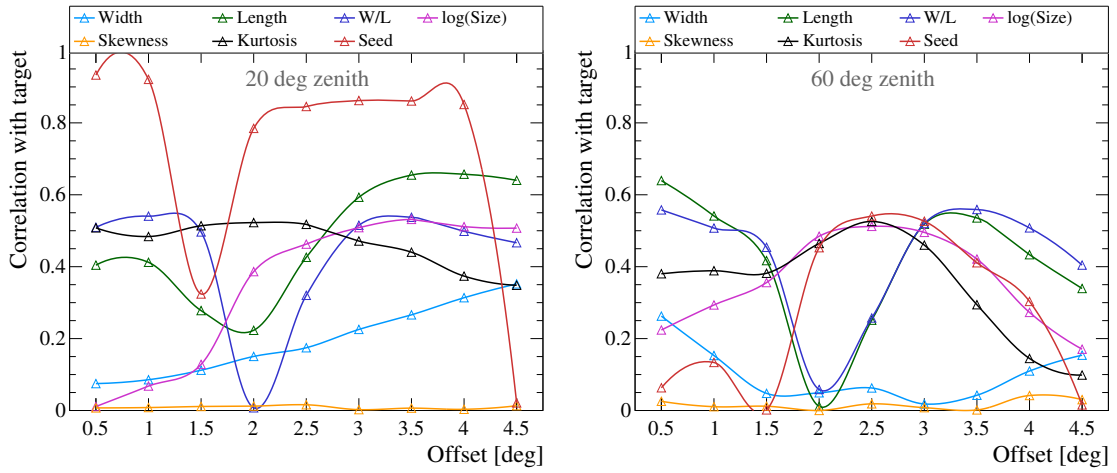 Width Length W/L log(Size)
Skewness Kurtosis Seed
20 deg zenith
Correlation with target
1
0.8
0.6
0.4
0.2
0
0.5 1 1.5 2 2.5 3 3.5 4 4.5
Offset [deg]
Width Length W/L log(Size)
Skewness Kurtosis Seed
60 deg zenith
Correlation with target
1
0.8
0.6
0.4
0.2
0
0.5 1 1.5 2 2.5 3 3.5 4 4.5
Offset [deg]